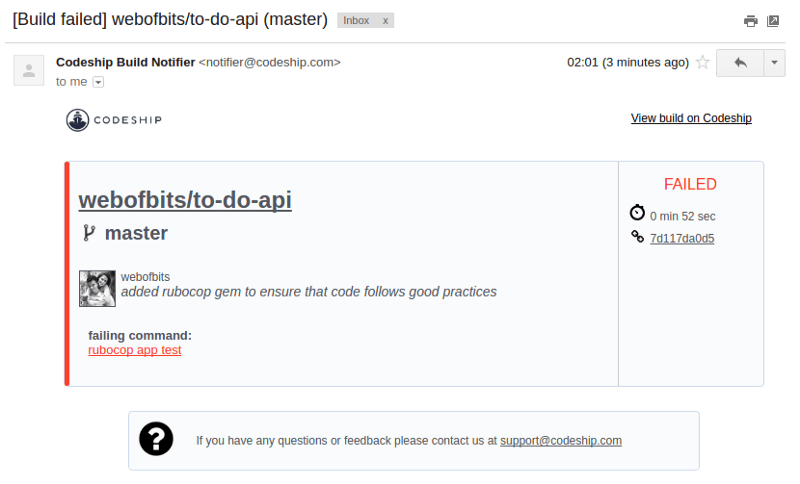 [Build failed] webofbits/to-do-api (master) Inbox x
Codeship Build Notifier <notifier@codeship.com> 02:01 (3 minutes ago)
to me
CODESHIP View build on Codeship
webofbits/to-do-api
master
webofbits
added rubocop gem to ensure that code follows good practices
failing command:
rubocop app test
FAILED
0 min 52 sec
7d117da0d5
If you have any questions or feedback please contact us at support@codeship.com